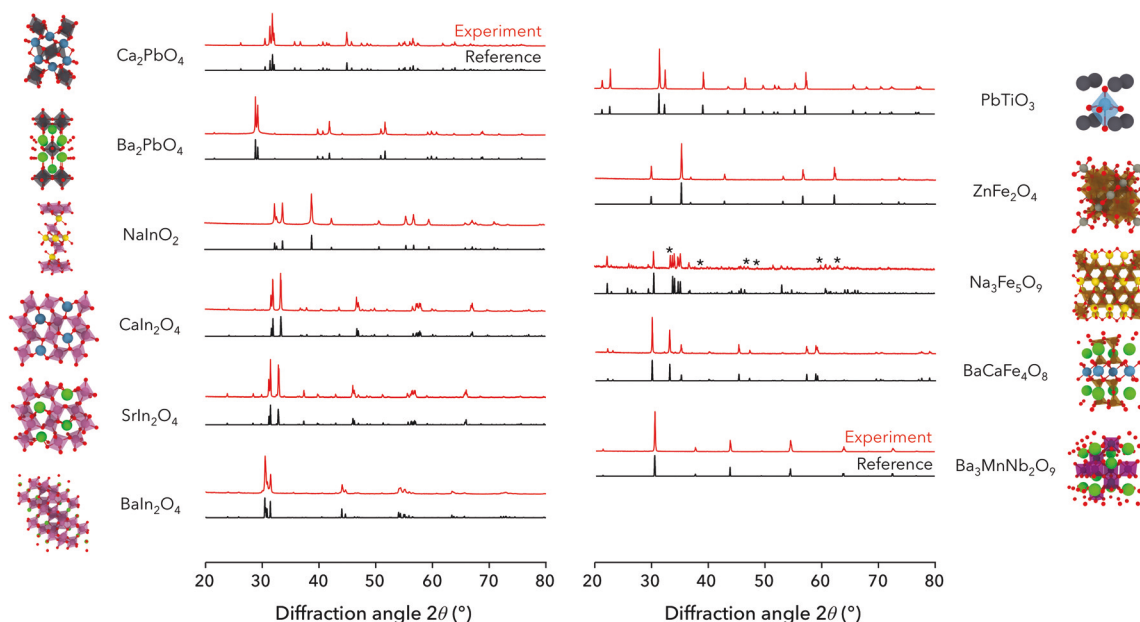 Ca₂PbO₄
Experiment
Reference
Ba₂PbO₄
NaInO₂
CaIn₂O₄
SrIn₂O₄
BaIn₂O₄
20 30 40 50 60 70 80
Diffraction angle 2θ (°)
PbTiO₃
ZnFe₂O₄
* * * * * *
Na₃Fe₅O₉
BaCaFe₄O₈
Experiment
Reference
Ba₃MnNb₂O₉
20 30 40 50 60 70 80
Diffraction angle 2θ (°)